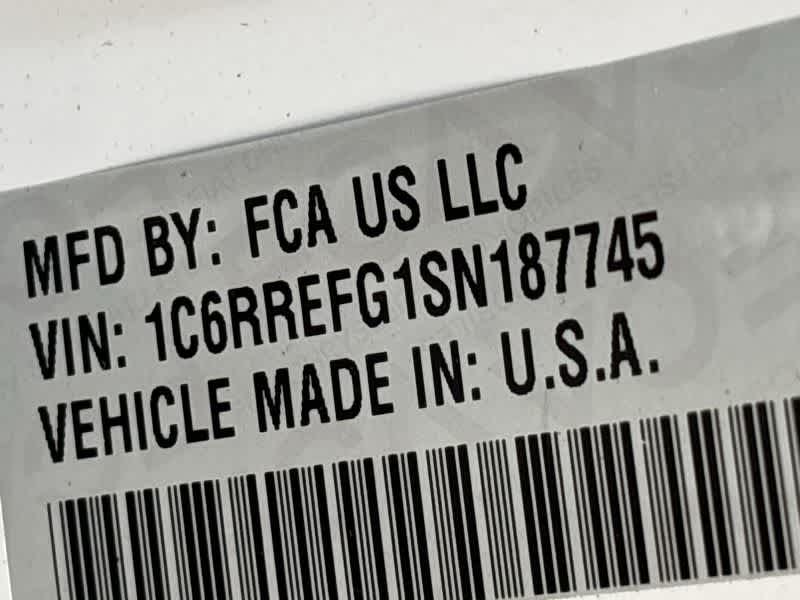 MFD BY: FCA US LLC
VIN: 1C6RREFG1SN187745
VEHICLE MADE IN: U.S.A.